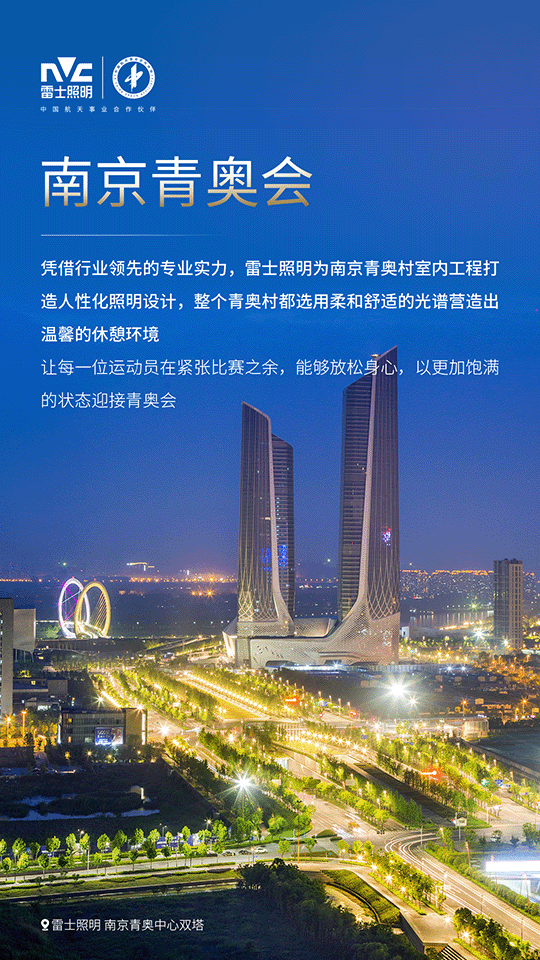 NVC
雷士照明
中国航天事业合作伙伴
南京青奥会
凭借行业领先的专业实力，雷士照明为南京青奥村室内工程打
造人性化照明设计，整个青奥村都选用柔和舒适的光谱营造出
温馨的休憩环境
让每一位运动员在紧张比赛之余，能够放松身心，以更加饱满
的状态迎接青奥会
雷士照明 南京青奥中心双塔